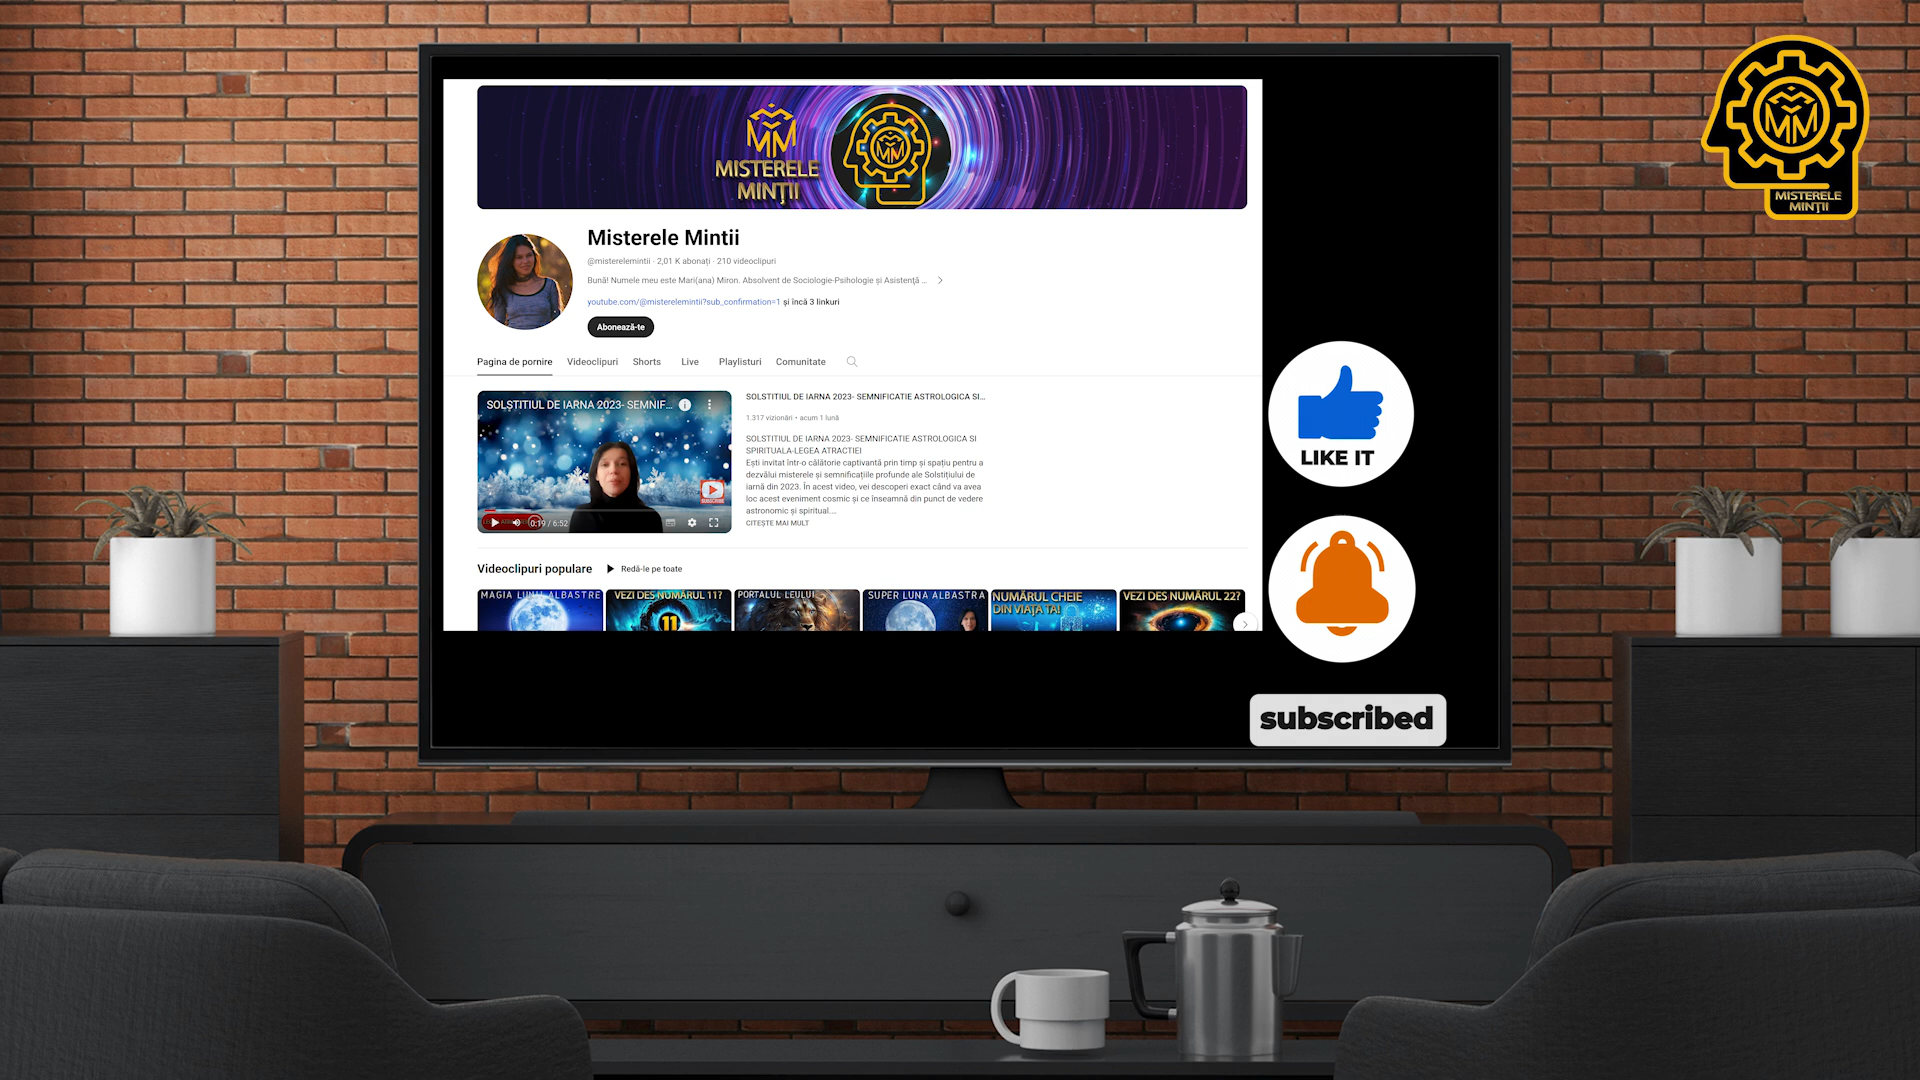 MISTERELE
MINŢII
Misterele Mintii
@misterelemintii · 2,01 K abonați · 210 videoclipuri
Bună! Numele meu este Mari(ana) Miron. Absolvent de Sociologie-Psihologie și Asistență ...
youtube.com/@misterelemintii?sub_confirmation=1 și încă 3 linkuri
Abonează-te
Pagina de pornire Videoclipuri Shorts Live Playlisturi Comunitate
SOLSTITIUL DE IARNA 2023- SEMNIF...
0:19 / 6:52
SOLSTITIUL DE IARNA 2023- SEMNIFICATIE ASTROLOGICA SI...
1.317 vizionări • acum 1 lună
SOLSTITIUL DE IARNA 2023- SEMNIFICATIE ASTROLOGICA SI
SPIRITUALA-LEGEA ATRACTIEI
Ești invitat într-o călătorie captivantă prin timp și spațiu pentru a
dezvălui misterele și semnificațiile profunde ale Solstițiului de
iarnă din 2023. În acest video, vei descoperi exact când va avea
loc acest eveniment cosmic și ce înseamnă din punct de vedere
astronomic și spiritual....
CITEȘTE MAI MULT
Videoclipuri populare Redă-le pe toate
MAGIA LUNII ALBASTRE
VEZI DES NUMĂRUL 11?
11
PORTALUL LEULUI
SUPER LUNA ALBASTRA
NUMĂRUL CHEIE
DIN VIAȚA TA!
VEZI DES NUMĂRUL 22?
LIKE IT
subscribed
MISTERELE
MINŢII